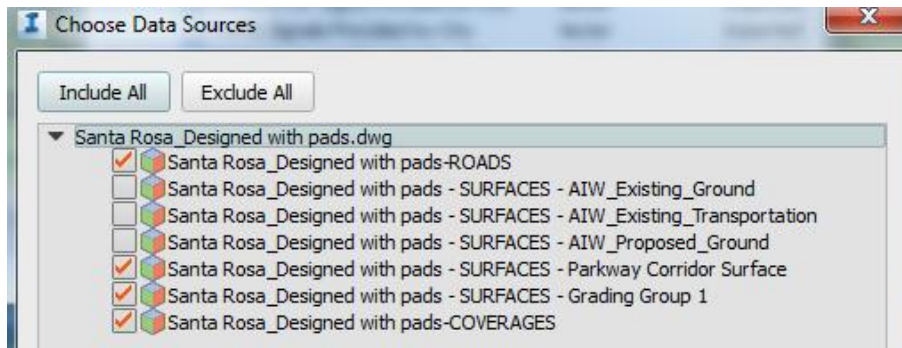 Choose Data Sources
Include All Exclude All
Santa Rosa_Designed with pads.dwg
Santa Rosa_Designed with pads-ROADS
Santa Rosa_Designed with pads - SURFACES - AIW_Existing_Ground
Santa Rosa_Designed with pads - SURFACES - AIW_Existing_Transportation
Santa Rosa_Designed with pads - SURFACES - AIW_Proposed_Ground
Santa Rosa_Designed with pads - SURFACES - Parkway Corridor Surface
Santa Rosa_Designed with pads - SURFACES - Grading Group 1
Santa Rosa_Designed with pads-COVERAGES